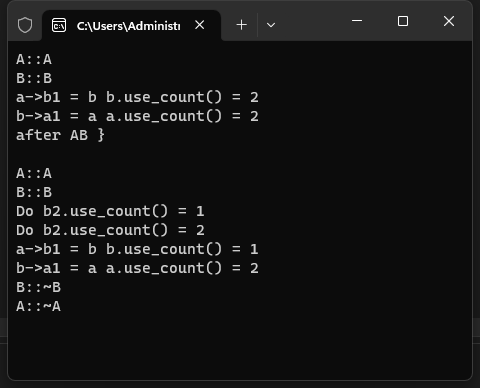 C:\Users\Administr
A::A
B::B
a->b1 = b b.use_count() = 2
b->a1 = a a.use_count() = 2
after AB }
A::A
B::B
Do b2.use_count() = 1
Do b2.use_count() = 2
a->b1 = b b.use_count() = 1
b->a1 = a a.use_count() = 2
B::~B
A::~A